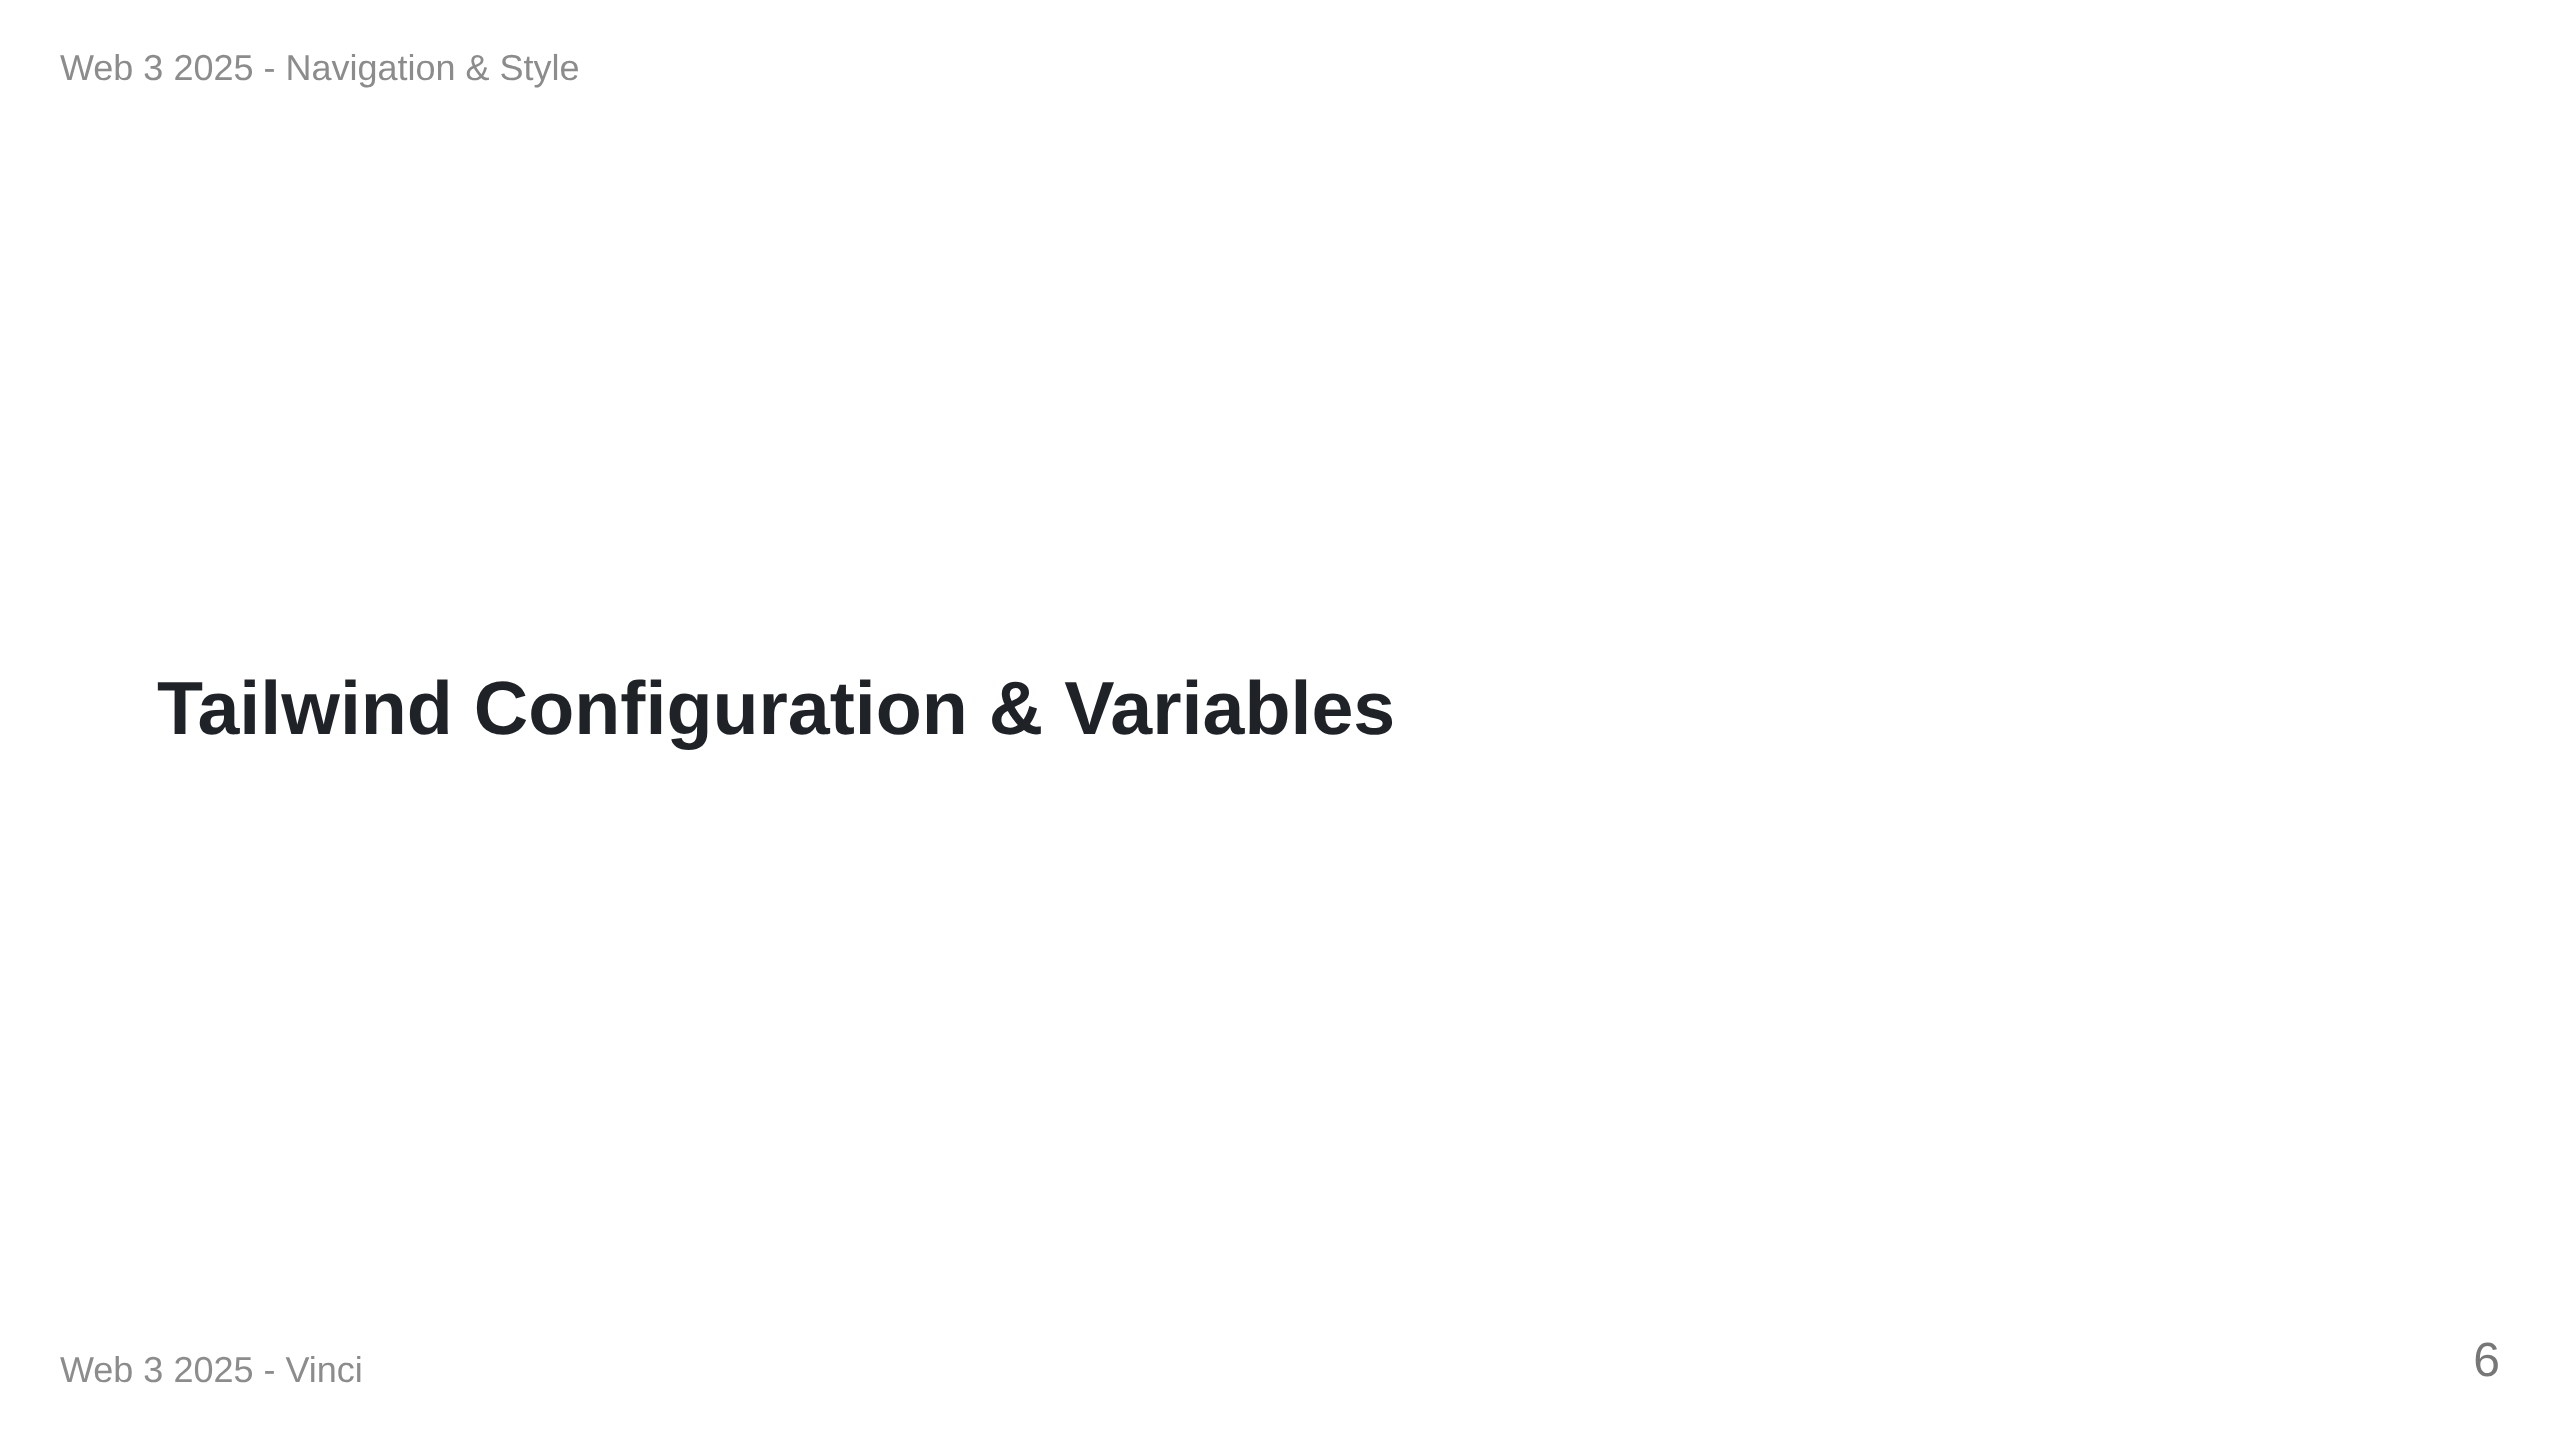 Web 3 2025 - Navigation & Style
Tailwind Configuration & Variables
Web 3 2025 - Vinci
6